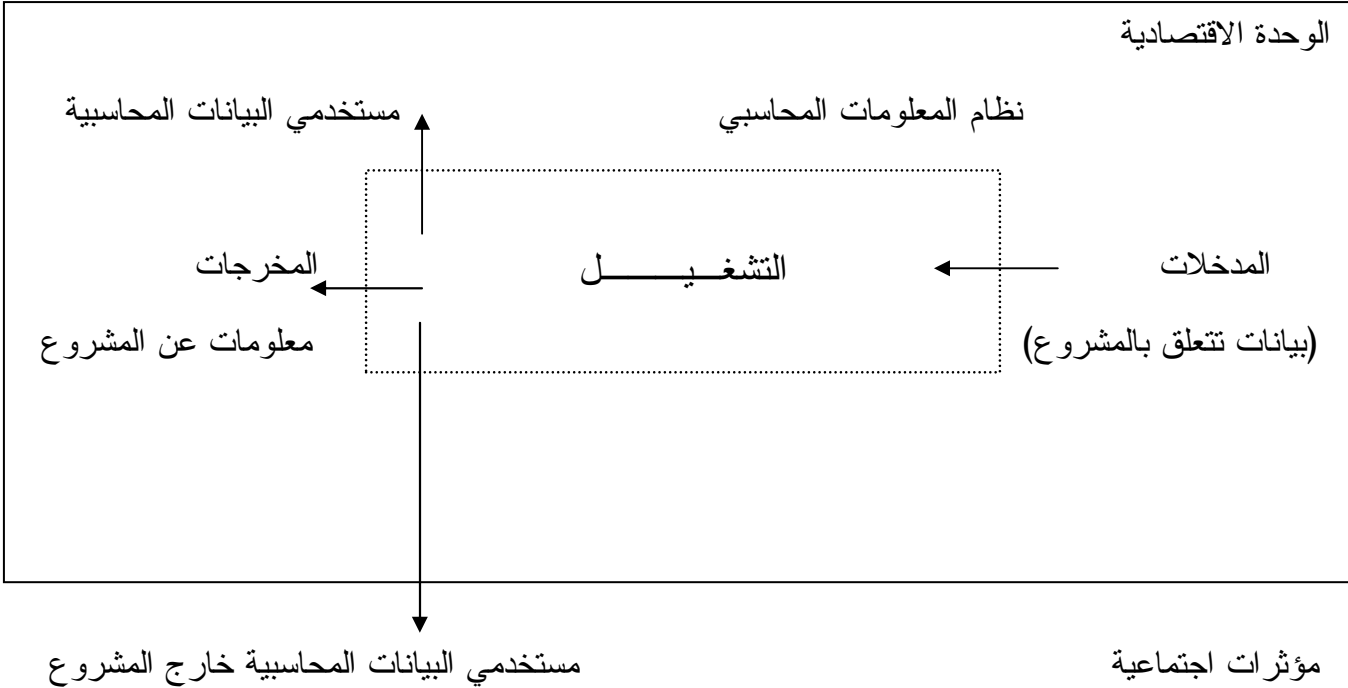 الوحدة الاقتصادية
نظام المعلومات المحاسبي
مستخدمي البيانات المحاسبية
المدخلات
التشغيل
المخرجات
(بيانات تتعلق بالمشروع)
معلومات عن المشروع
مؤثرات اجتماعية
مستخدمي البيانات المحاسبية خارج المشروع